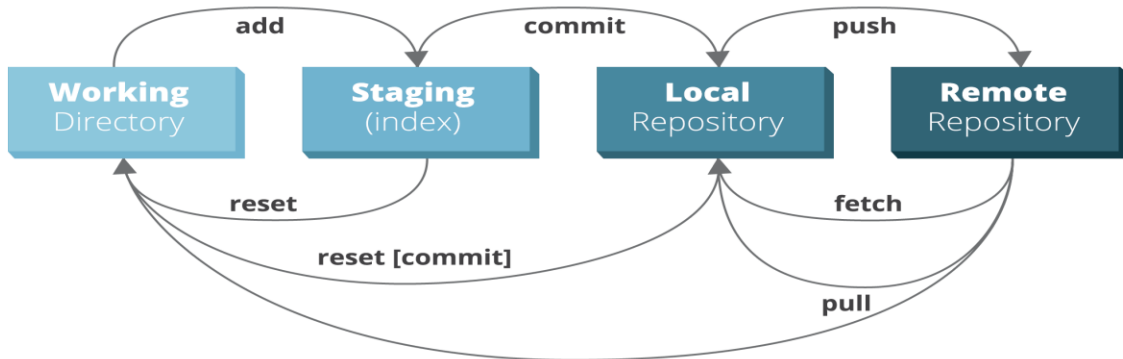 add
commit
push
Working
Directory
Staging
(index)
Local
Repository
Remote
Repository
reset
fetch
reset [commit]
pull